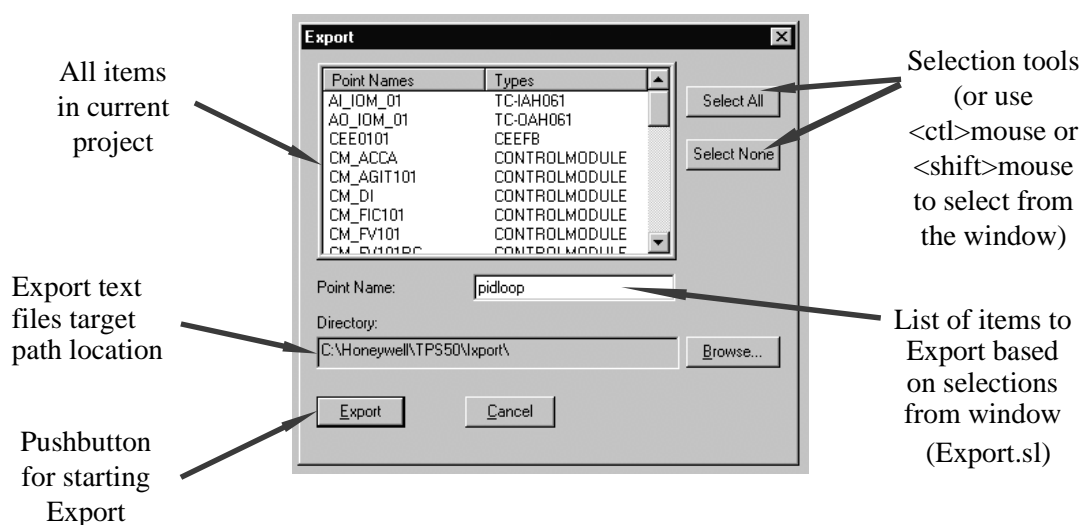 Export
All items
in current
project
Point Names Types
AI_IOM_01 TC-IAH061
AO_IOM_01 TC-OAH061
CEE0101 CEEFB
CM_ACCA CONTROLMODULE
CM_AGIT101 CONTROLMODULE
CM_DI CONTROLMODULE
CM_FIC101 CONTROLMODULE
CM_FV101 CONTROLMODULE
CM_FV101BC CONTROLMODULE
Select All
Select None
Selection tools
(or use
<ctl>mouse or
<shift>mouse
to select from
the window)
Point Name: pidloop
Export text
files target
path location
Directory:
C:\Honeywell\TPS50\Ixport\
Browse...
List of items to
Export based
on selections
from window
(Export.sl)
Export Cancel
Pushbutton
for starting
Export